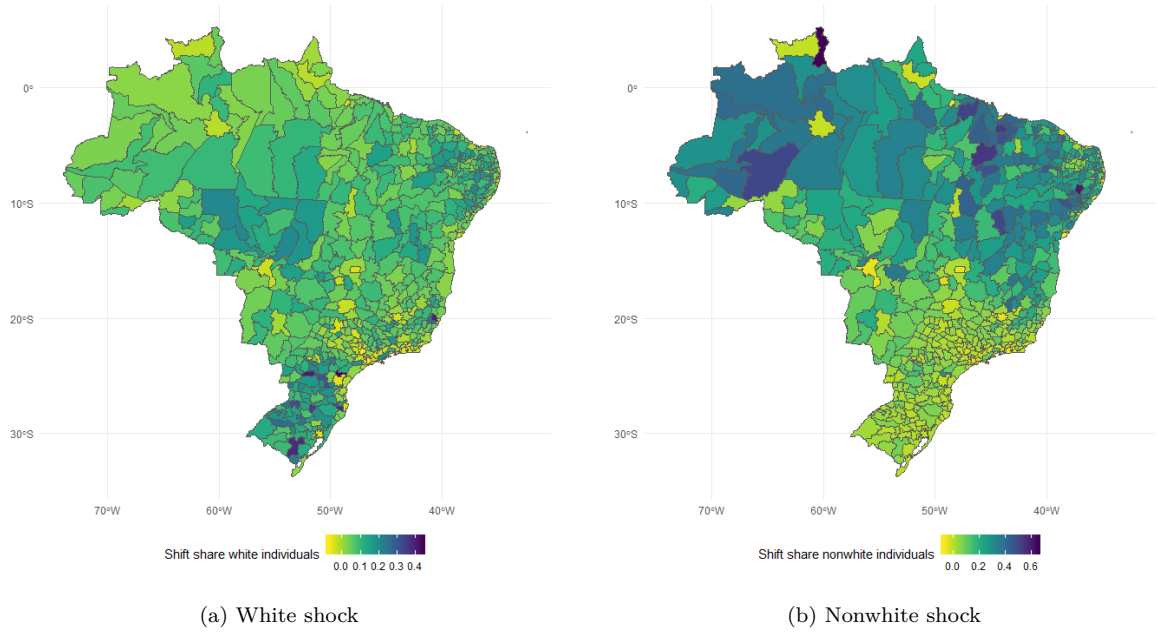 0°
10°S
20°S
30°S
70°W 60°W 50°W 40°W
Shift share white individuals
0.0 0.1 0.2 0.3 0.4
(a) White shock
0°
10°S
20°S
30°S
70°W 60°W 50°W 40°W
Shift share nonwhite individuals
0.0 0.2 0.4 0.6
(b) Nonwhite shock